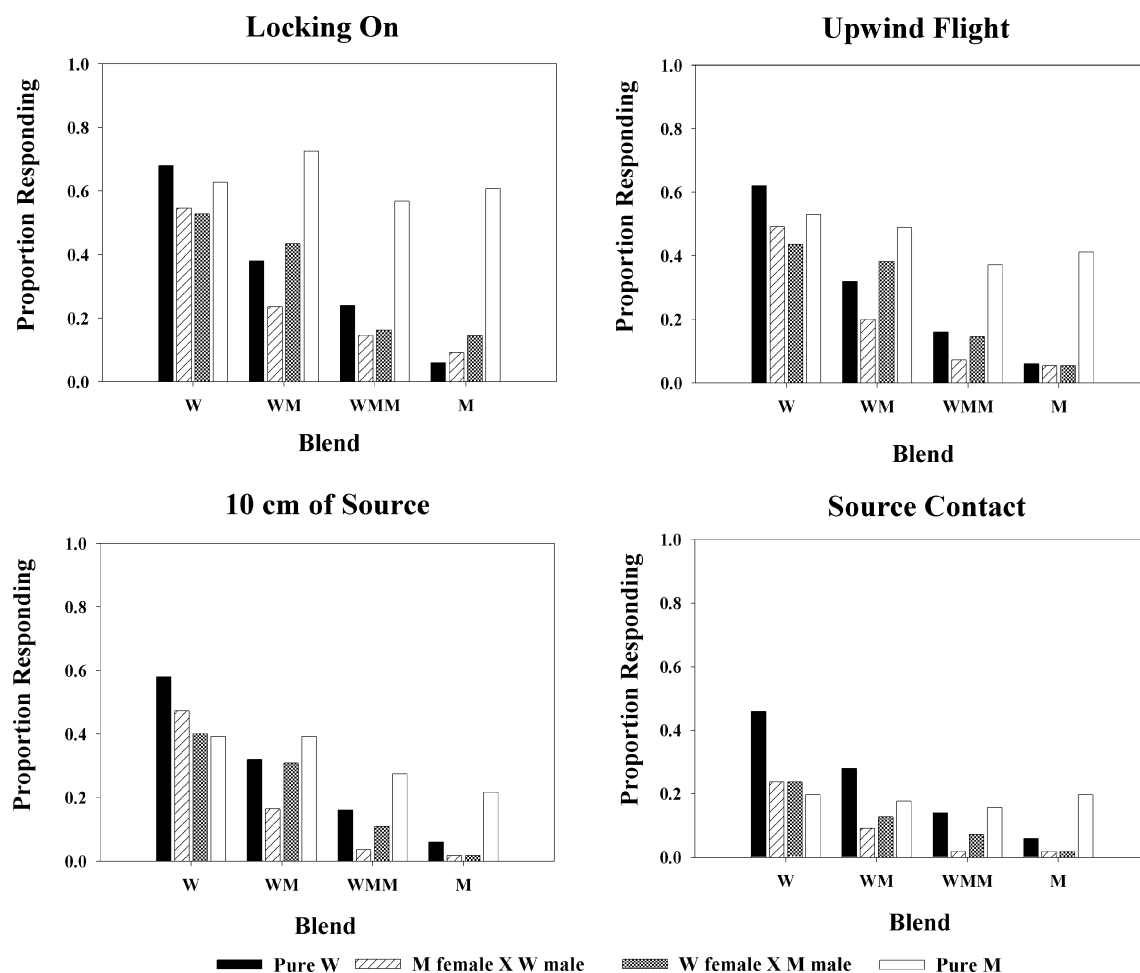 Locking On
Proportion Responding
1.0
0.8
0.6
0.4
0.2
0.0
W WM WMM M
Blend
Upwind Flight
Proportion Responding
1.0
0.8
0.6
0.4
0.2
0.0
W WM WMM M
Blend
10 cm of Source
Proportion Responding
1.0
0.8
0.6
0.4
0.2
0.0
W WM WMM M
Blend
Source Contact
Proportion Responding
1.0
0.8
0.6
0.4
0.2
0.0
W WM WMM M
Blend
Pure W M female X W male W female X M male Pure M